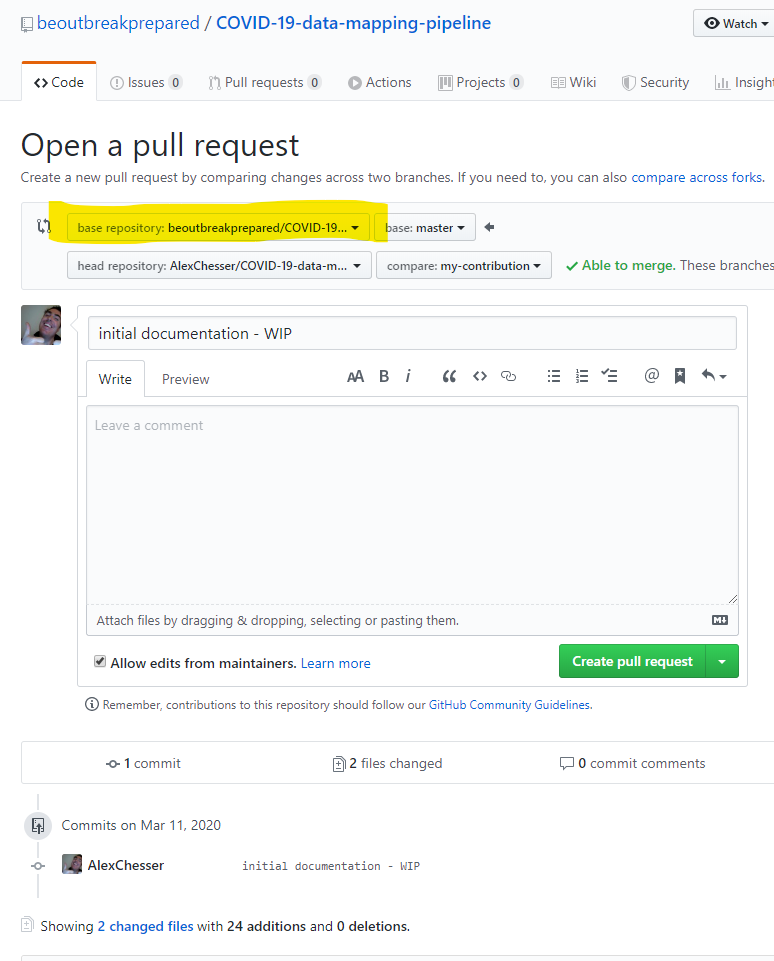 beoutbreakprepared / COVID-19-data-mapping-pipeline
Watch
Code Issues 0 Pull requests 0 Actions Projects 0 Wiki Security Insight
Open a pull request
Create a new pull request by comparing changes across two branches. If you need to, you can also compare across forks.
base repository: beoutbreakprepared/COVID-19... base: master
head repository: AlexChesser/COVID-19-data-m... compare: my-contribution Able to merge. These branches
initial documentation - WIP
Write Preview AA B i @
Leave a comment
Attach files by dragging & dropping, selecting or pasting them.
Allow edits from maintainers. Learn more Create pull request
Remember, contributions to this repository should follow our GitHub Community Guidelines.
1 commit 2 files changed 0 commit comments
Commits on Mar 11, 2020
AlexChesser initial documentation - WIP
Showing 2 changed files with 24 additions and 0 deletions.